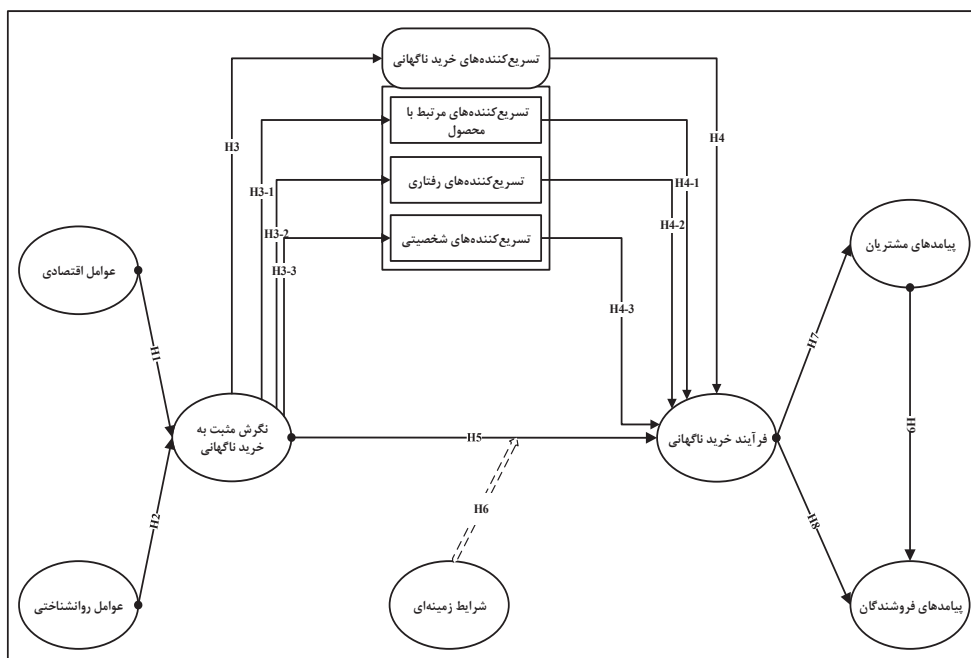 تسریع‌کننده‌های خرید ناگهانی
تسریع‌کننده‌های مرتبط با
محصول
تسریع‌کننده‌های رفتاری
تسریع‌کننده‌های شخصیتی
H3
H3-1
H3-2
H3-3
H4
H4-1
H4-2
H4-3
پیامدهای مشتریان
عوامل اقتصادی
H1
H7
نگرش مثبت به
خرید ناگهانی
H5
فرآیند خرید ناگهانی
H9
H6
H2
H8
پیامدهای فروشندگان
شرایط زمینه‌ای
عوامل روانشناختی